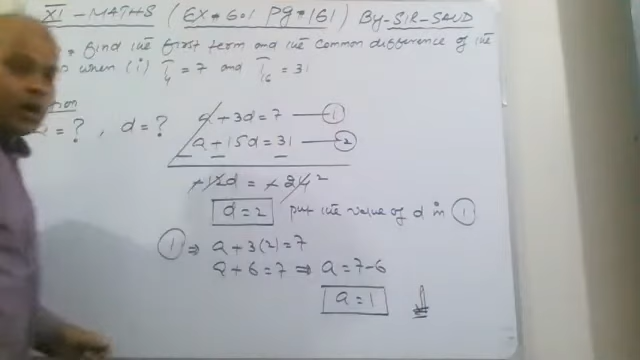 XI - MATHS (EX # 6.1 Pg # 161) By-SIR-SAUD
= find the first term and the common difference of the
when (i) T4 = 7 and T16 = 31
= ? , d = ? a + 3d = 7 — 1
a + 15d = 31 — 2
- - -
+12d = +24 2
d = 2 put the value of d in 1
1 ⇒ a + 3(2) = 7
a + 6 = 7 ⇒ a = 7-6
a = 1